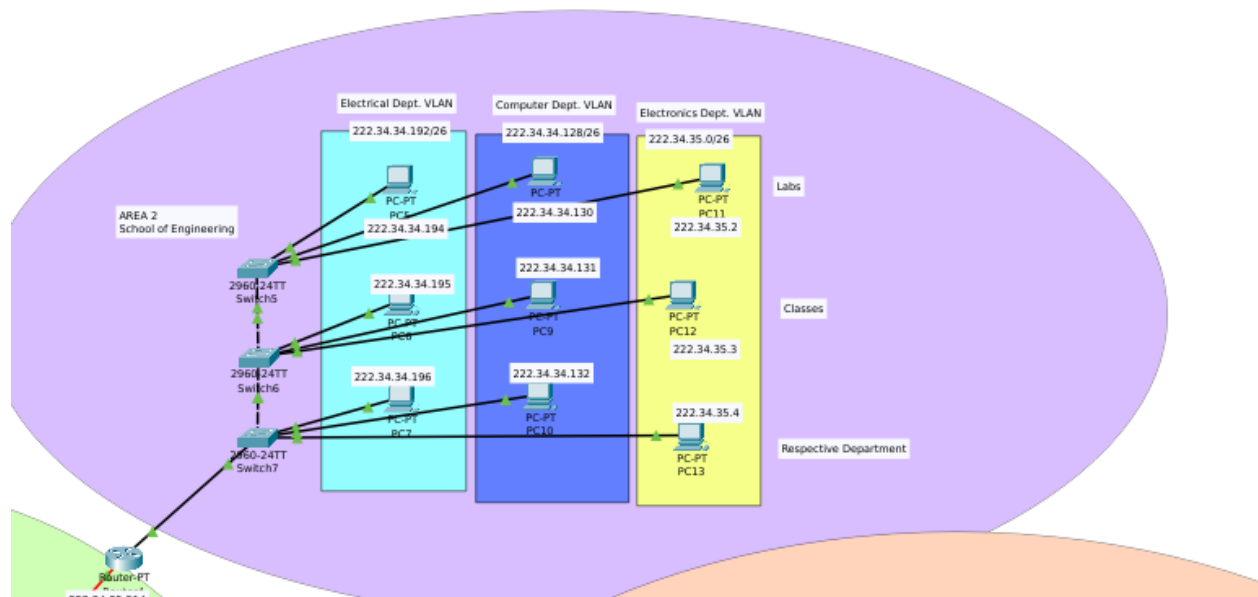 Electrical Dept. VLAN
Computer Dept. VLAN
Electronics Dept. VLAN
222.34.34.192/26
222.34.34.128/26
222.34.35.0/26
PC-PT
PC-PT
PC-PT
PC11
Labs
222.34.34.194
222.34.34.130
222.34.35.2
AREA 2
School of Engineering
2960-24TT
Switch5
222.34.34.195
222.34.34.131
PC-PT
PC-PT
PC9
PC-PT
PC12
Classes
222.34.35.3
2960-24TT
Switch6
222.34.34.196
222.34.34.132
222.34.35.4
PC-PT
PC7
PC-PT
PC10
PC-PT
PC13
Respective Department
2960-24TT
Switch7
Router-PT